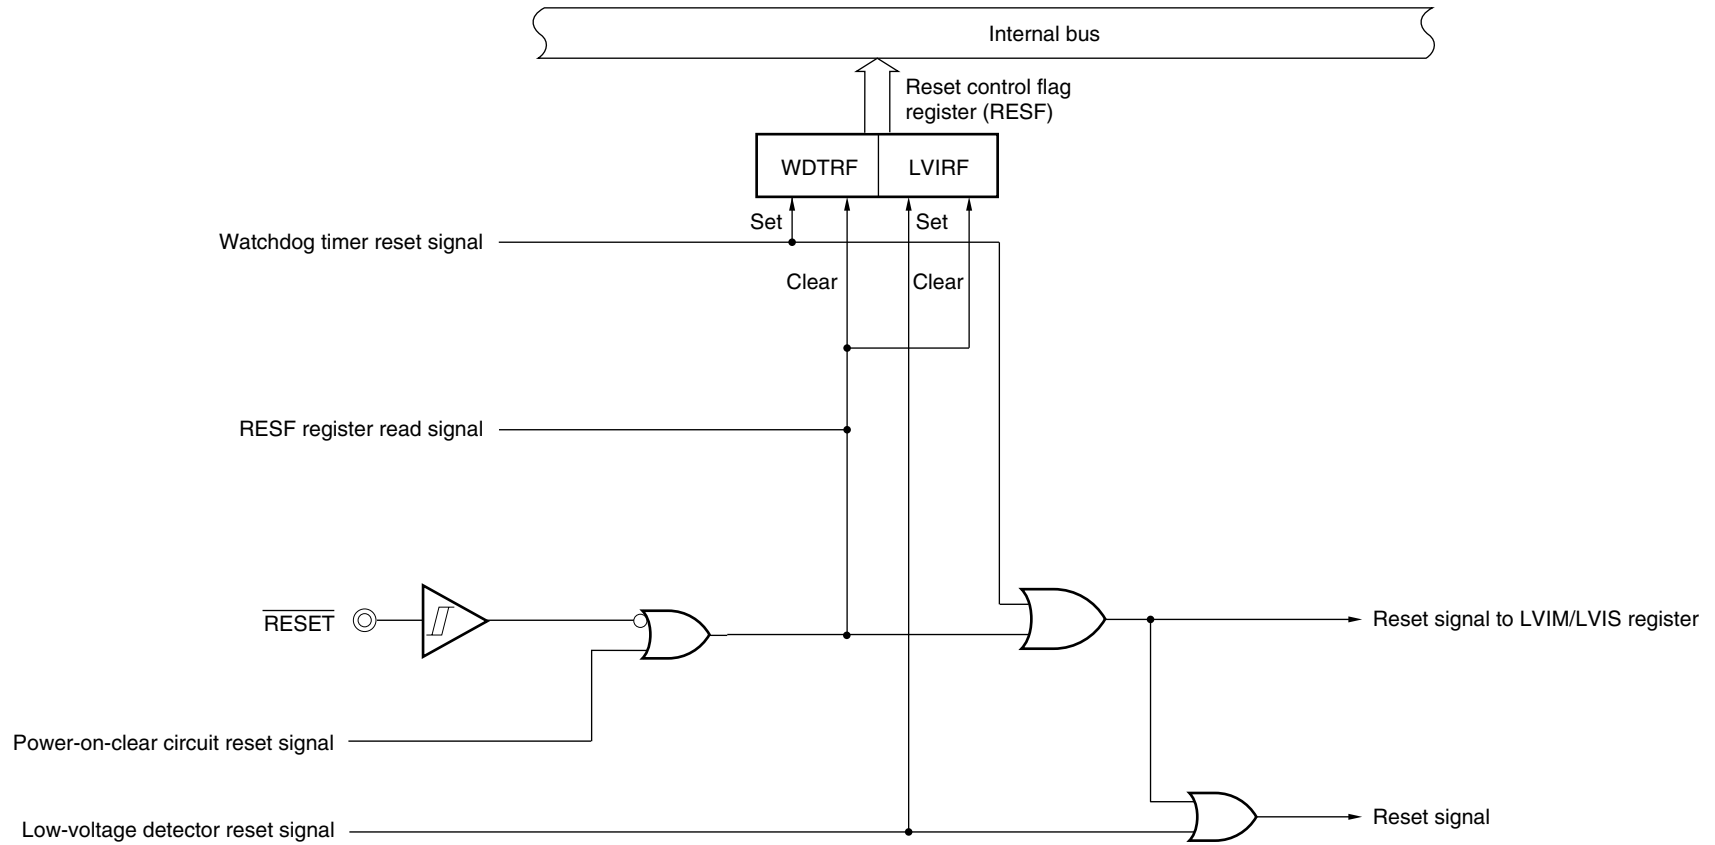 Internal bus
Reset control flag
register (RESF)
WDTRF
LVIRF
Set
Set
Watchdog timer reset signal
Clear
Clear
RESF register read signal
RESET
Reset signal to LVIM/LVIS register
Power-on-clear circuit reset signal
Reset signal
Low-voltage detector reset signal